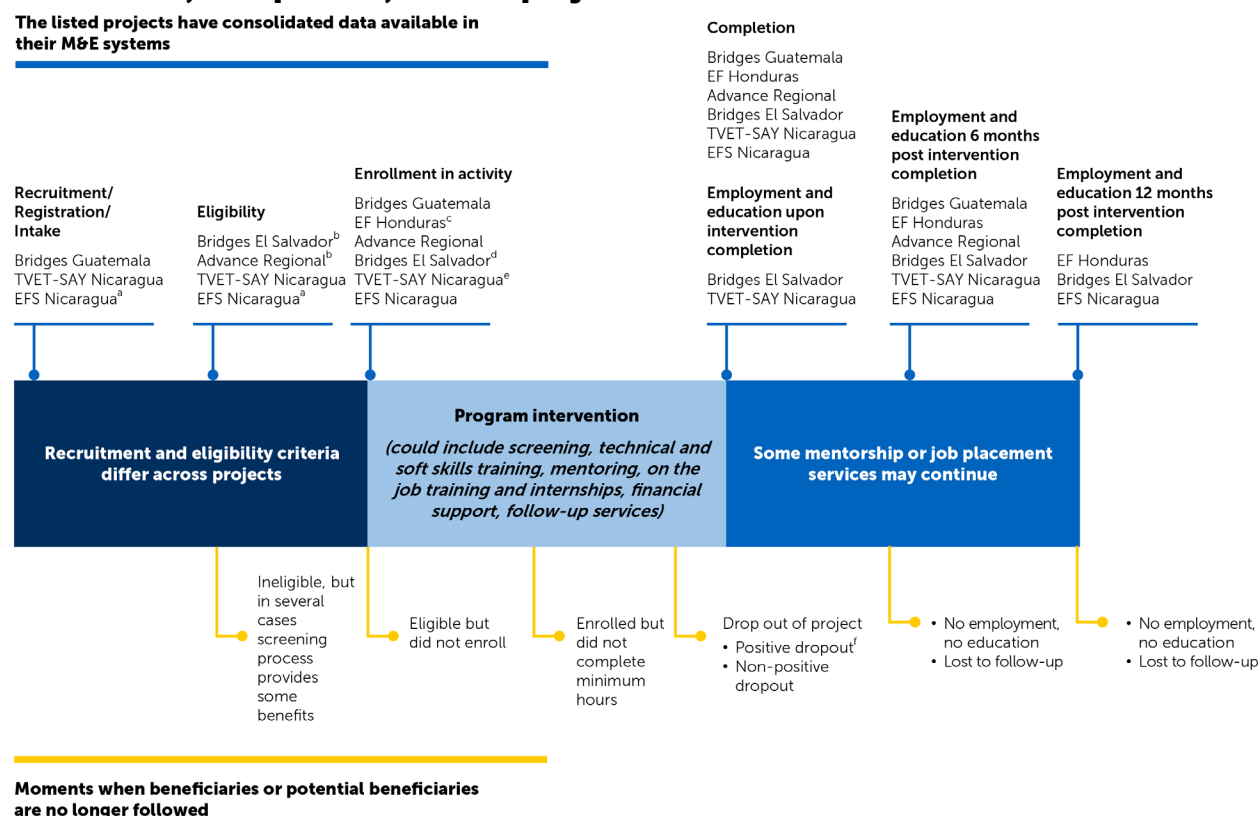 The listed projects have consolidated data available in
their M&E systems
Recruitment/
Registration/
Intake
Bridges Guatemala
TVET-SAY Nicaragua
EFS Nicaraguaª
Eligibility
Bridges El Salvadorᵇ
Advance Regionalᵇ
TVET-SAY Nicaragua
EFS Nicaraguaª
Enrollment in activity
Bridges Guatemala
EF Hondurasᶜ
Advance Regional
Bridges El Salvadorᵈ
TVET-SAY Nicaraguaᵉ
EFS Nicaragua
Completion
Bridges Guatemala
EF Honduras
Advance Regional
Bridges El Salvador
TVET-SAY Nicaragua
EFS Nicaragua
Employment and
education upon
intervention
completion
Bridges El Salvador
TVET-SAY Nicaragua
Employment and
education 6 months
post intervention
completion
Bridges Guatemala
EF Honduras
Advance Regional
Bridges El Salvador
TVET-SAY Nicaragua
EFS Nicaragua
Employment and
education 12 months
post intervention
completion
EF Honduras
Bridges El Salvador
EFS Nicaragua
Recruitment and eligibility criteria
differ across projects
Program intervention
(could include screening, technical and
soft skills training, mentoring, on the
job training and internships, financial
support, follow-up services)
Some mentorship or job placement
services may continue
Ineligible, but
in several
cases
screening
process
provides
some
benefits
Eligible but
did not enroll
Enrolled but
did not
complete
minimum
hours
Drop out of project
• Positive dropoutᶠ
• Non-positive
dropout
• No employment,
no education
• Lost to follow-up
• No employment,
no education
• Lost to follow-up
Moments when beneficiaries or potential beneficiaries
are no longer followed